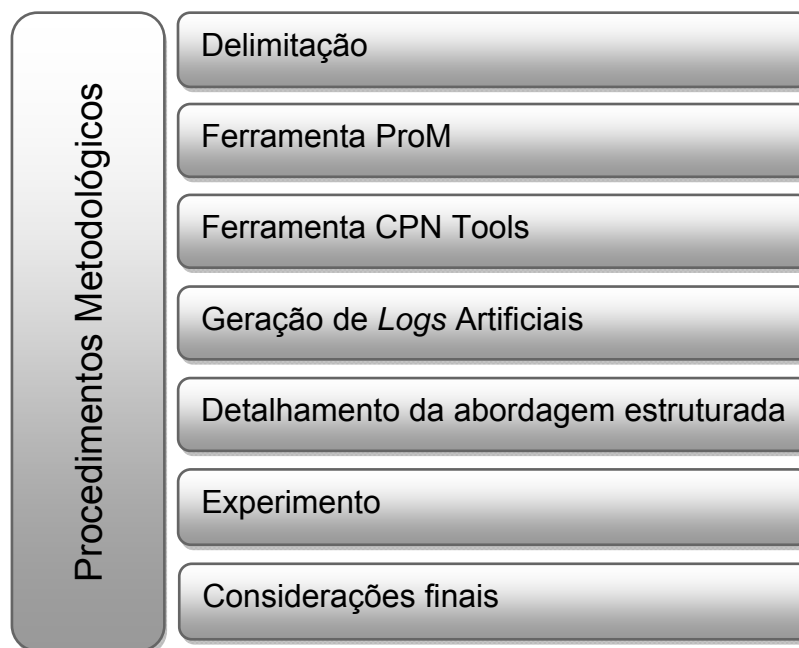 Procedimentos Metodológicos
Delimitação
Ferramenta ProM
Ferramenta CPN Tools
Geração de Logs Artificiais
Detalhamento da abordagem estruturada
Experimento
Considerações finais